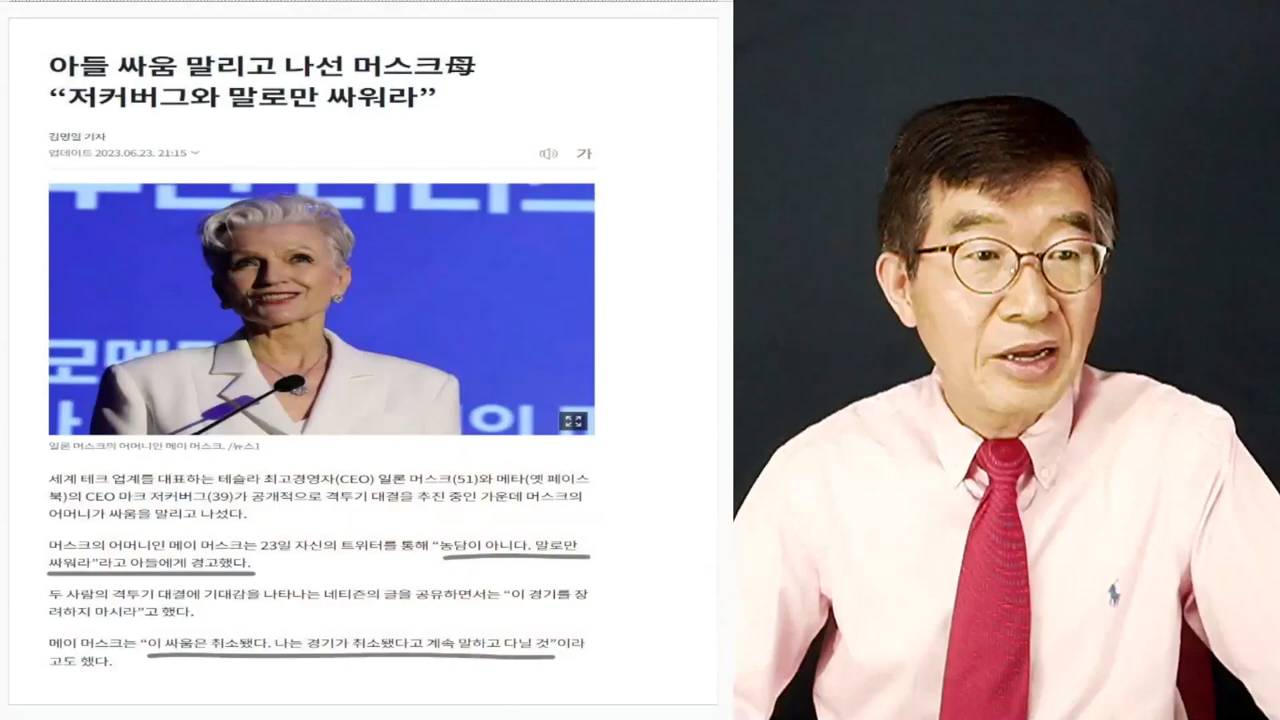 아들 싸움 말리고 나선 머스크母
“저커버그와 말로만 싸워라”
김명일 기자
업데이트 2023.06.23. 21:15
가
일론 머스크의 어머니인 메이 머스크. /뉴스1
세계 테크 업계를 대표하는 테슬라 최고경영자(CEO) 일론 머스크(51)와 메타(옛 페이스
북)의 CEO 마크 저커버그(39)가 공개적으로 격투기 대결을 추진 중인 가운데 머스크의
어머니가 싸움을 말리고 나섰다.
머스크의 어머니인 메이 머스크는 23일 자신의 트위터를 통해 “농담이 아니다. 말로만
싸워라”라고 아들에게 경고했다.
두 사람의 격투기 대결에 기대감을 나타나는 네티즌의 글을 공유하면서는 “이 경기를 장
려하지 마시라”고 했다.
메이 머스크는 “이 싸움은 취소됐다. 나는 경기가 취소됐다고 계속 말하고 다닐 것”이라
고도 했다.